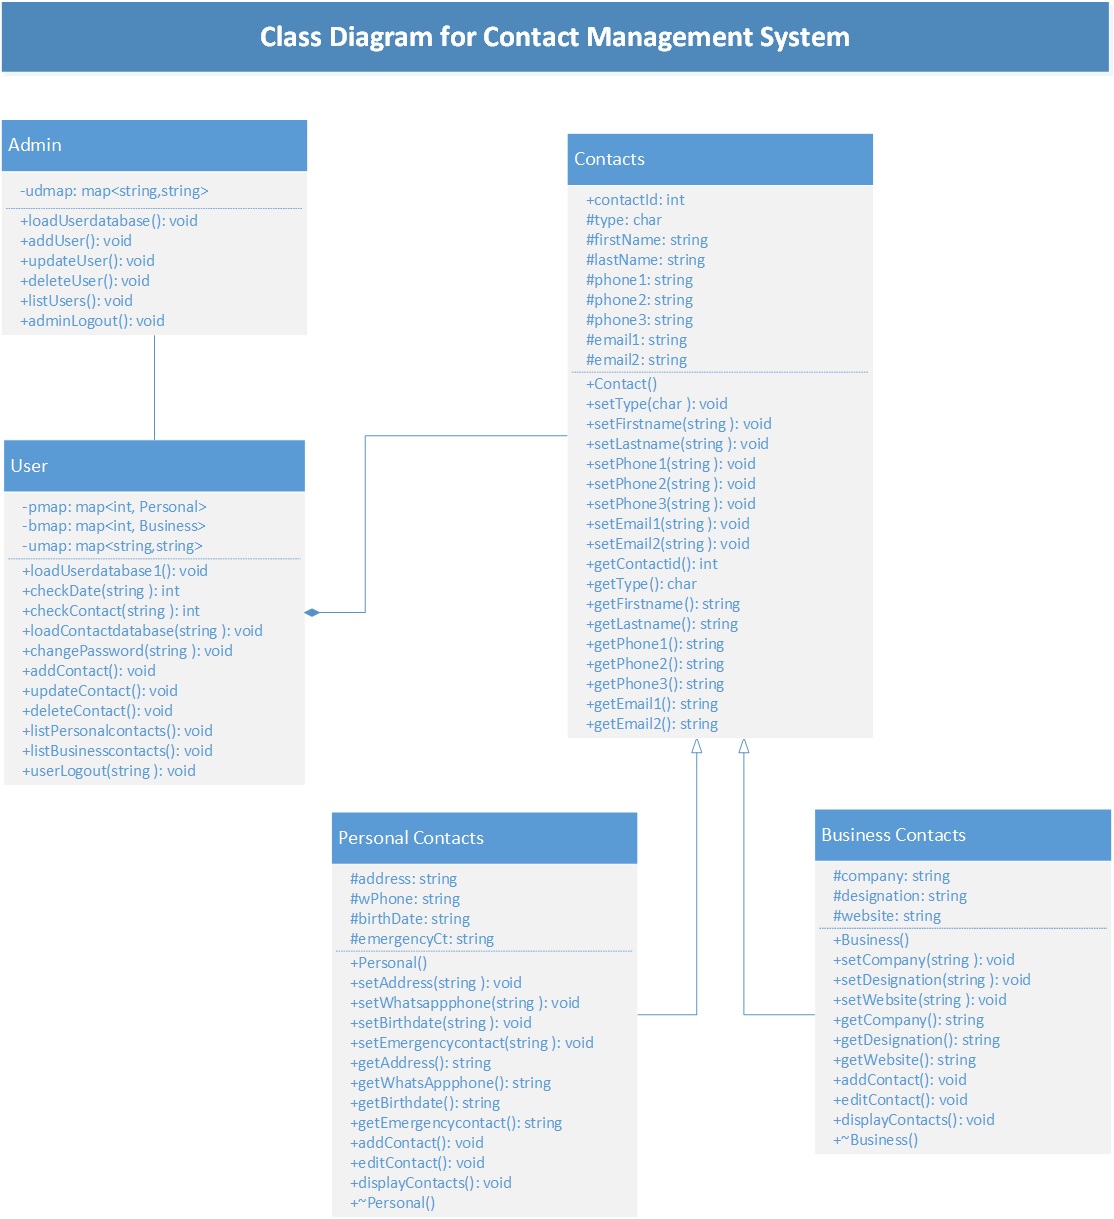 Class Diagram for Contact Management System
Admin
-udmap: map<string,string>
+loadUserdatabase(): void
+addUser(): void
+updateUser(): void
+deleteUser(): void
+listUsers(): void
+adminLogout(): void
User
-pmap: map<int, Personal>
-bmap: map<int, Business>
-umap: map<string,string>
+loadUserdatabase1(): void
+checkDate(string ): int
+checkContact(string ): int
+loadContactdatabase(string ): void
+changePassword(string ): void
+addContact(): void
+updateContact(): void
+deleteContact(): void
+listPersonalcontacts(): void
+listBusinesscontacts(): void
+userLogout(string ): void
Contacts
+contactId: int
#type: char
#firstName: string
#lastName: string
#phone1: string
#phone2: string
#phone3: string
#email1: string
#email2: string
+Contact()
+setType(char ): void
+setFirstname(string ): void
+setLastname(string ): void
+setPhone1(string ): void
+setPhone2(string ): void
+setPhone3(string ): void
+setEmail1(string ): void
+setEmail2(string ): void
+getContactid(): int
+getType(): char
+getFirstname(): string
+getLastname(): string
+getPhone1(): string
+getPhone2(): string
+getPhone3(): string
+getEmail1(): string
+getEmail2(): string
Personal Contacts
#address: string
#wPhone: string
#birthDate: string
#emergencyCt: string
+Personal()
+setAddress(string ): void
+setWhatsappphone(string ): void
+setBirthdate(string ): void
+setEmergencycontact(string ): void
+getAddress(): string
+getWhatsAppphone(): string
+getBirthdate(): string
+getEmergencycontact(): string
+addContact(): void
+editContact(): void
+displayContacts(): void
+~Personal()
Business Contacts
#company: string
#designation: string
#website: string
+Business()
+setCompany(string ): void
+setDesignation(string ): void
+setWebsite(string ): void
+getCompany(): string
+getDesignation(): string
+getWebsite(): string
+addContact(): void
+editContact(): void
+displayContacts(): void
+~Business()